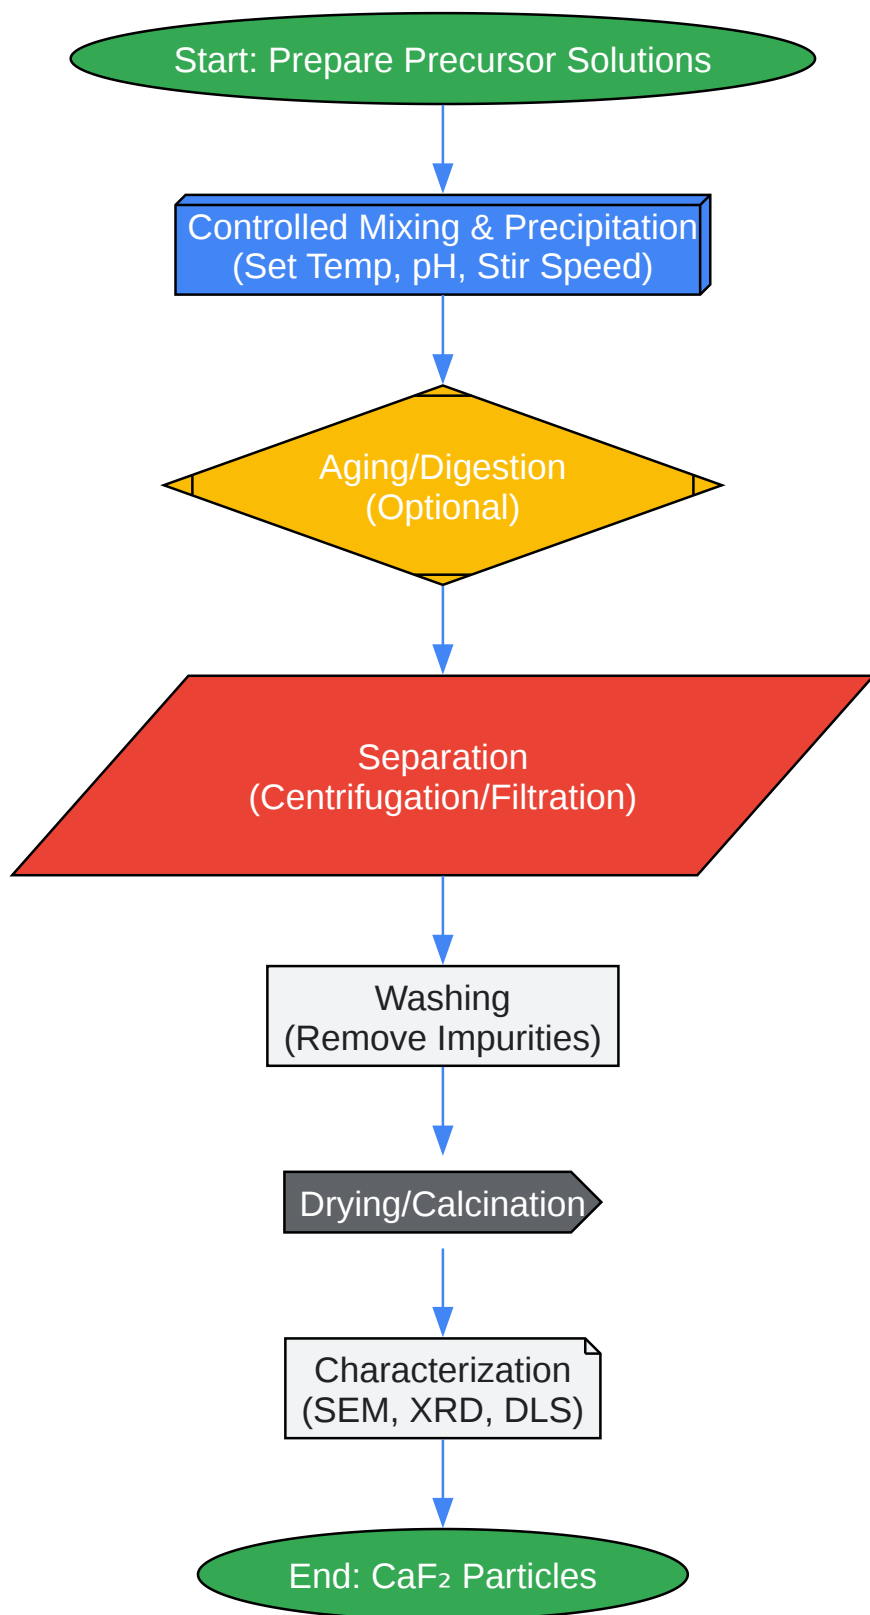 Start: Prepare Precursor Solutions
Controlled Mixing & Precipitation
(Set Temp, pH, Stir Speed)
Aging/Digestion
(Optional)
Separation
(Centrifugation/Filtration)
Washing
(Remove Impurities)
Drying/Calcination
Characterization
(SEM, XRD, DLS)
End: CaF₂ Particles